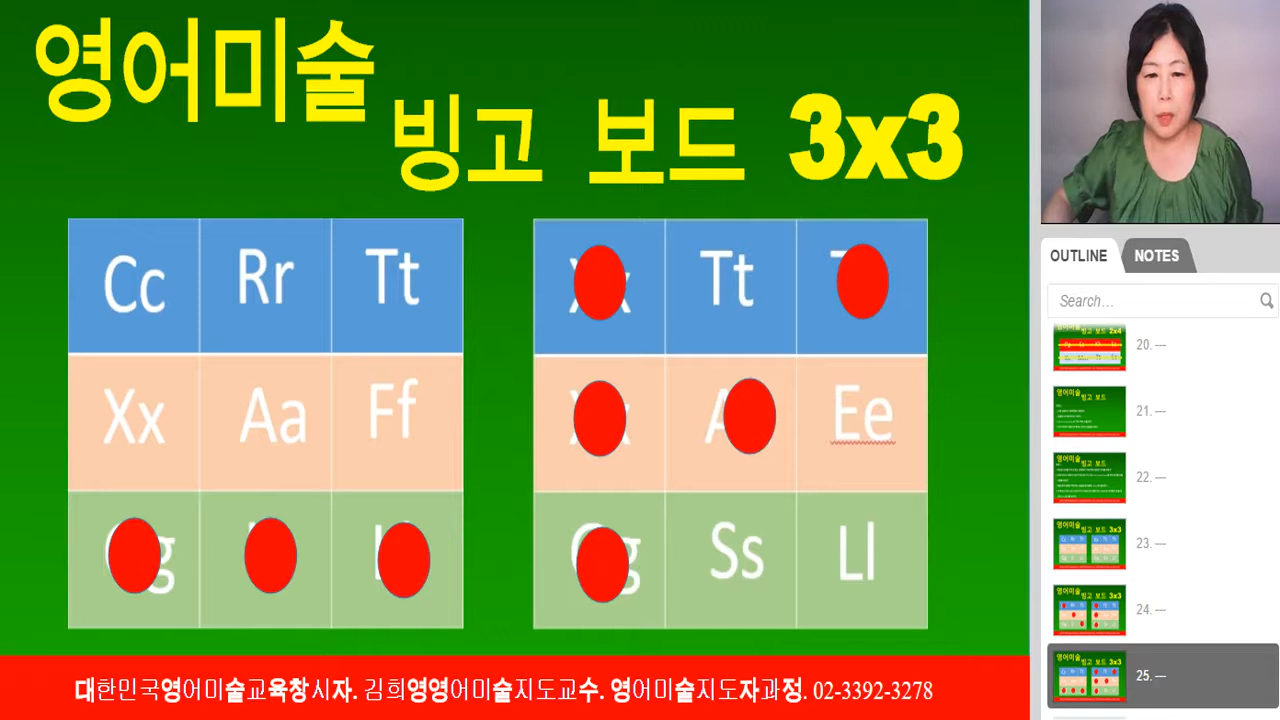 영어미술
빙고 보드 3x3
Cc Rr Tt
Xx Aa Ff
Tt
Ee
Ss Ll
대한민국영어미술교육창시자. 김희영영어미술지도교수. 영어미술지도자과정. 02-3392-3278
OUTLINE NOTES
Search...
20. ---
21. ---
22. ---
23. ---
24. ---
25. ---